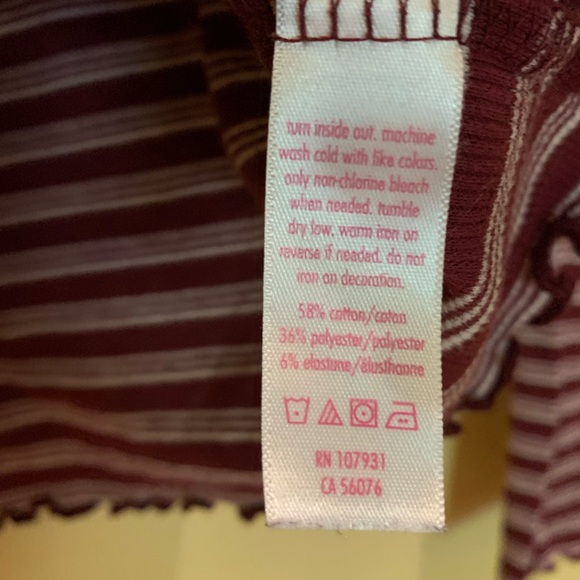 turn inside out. machine
wash cold with like colors.
only non-chlorine bleach
when needed. tumble
dry low. warm iron on
reverse if needed. do not
iron on decoration.
58% cotton/coton
36% polyester/polyester
6% elastane/élasthanne
RN 107931
CA 56076